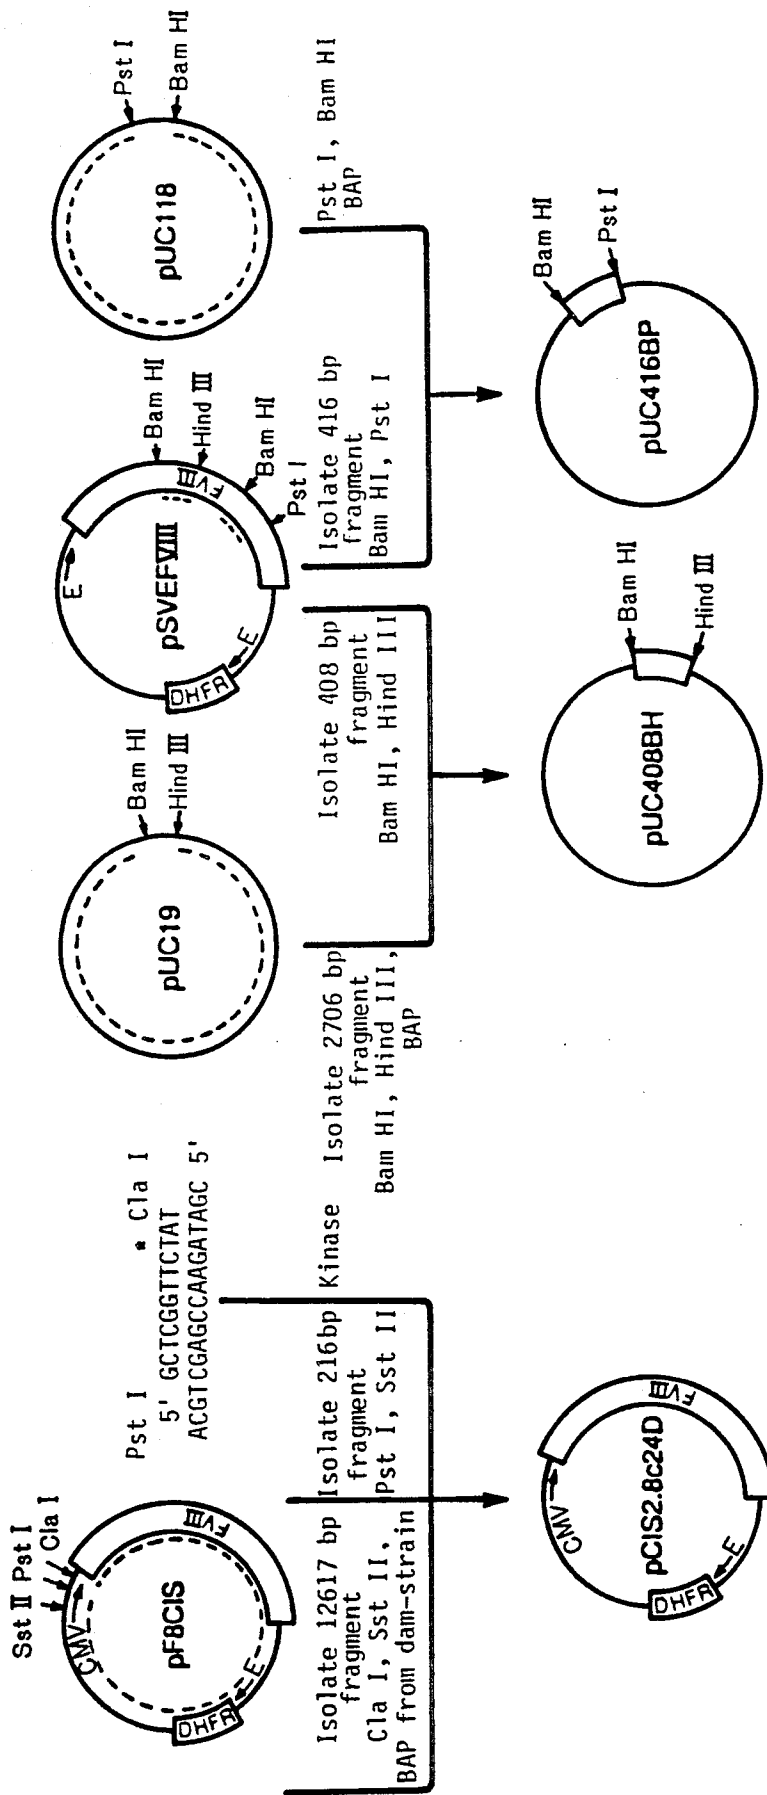 Sst II
Pst I
Cla I
CMV
FVIII
pF8CIS
DHFR
E
Pst I
* Cla I
5' GCTCGGTTCTAT
ACGTCGAGCCAAGATAGC 5'
Isolate 12617 bp
fragment
Cla I, Sst II,
BAP from dam-strain
Isolate 216bp
fragment
Pst I, Sst II
Kinase
CMV
FVIII
pCIS2.8c24D
DHFR
E
Bam HI
Hind III
pUC19
Isolate 2706 bp
fragment
Bam HI, Hind III,
BAP
E
FVIII
pSVEFVIII
DHFR
E
Bam HI
Hind III
Bam HI
Pst I
Isolate 408 bp
fragment
Bam HI, Hind III
Isolate 416 bp
fragment
Bam HI, Pst I
Pst I
Bam HI
pUC118
Pst I, Bam HI
BAP
Bam HI
Hind III
pUC408BH
Bam HI
Pst I
pUC416BP